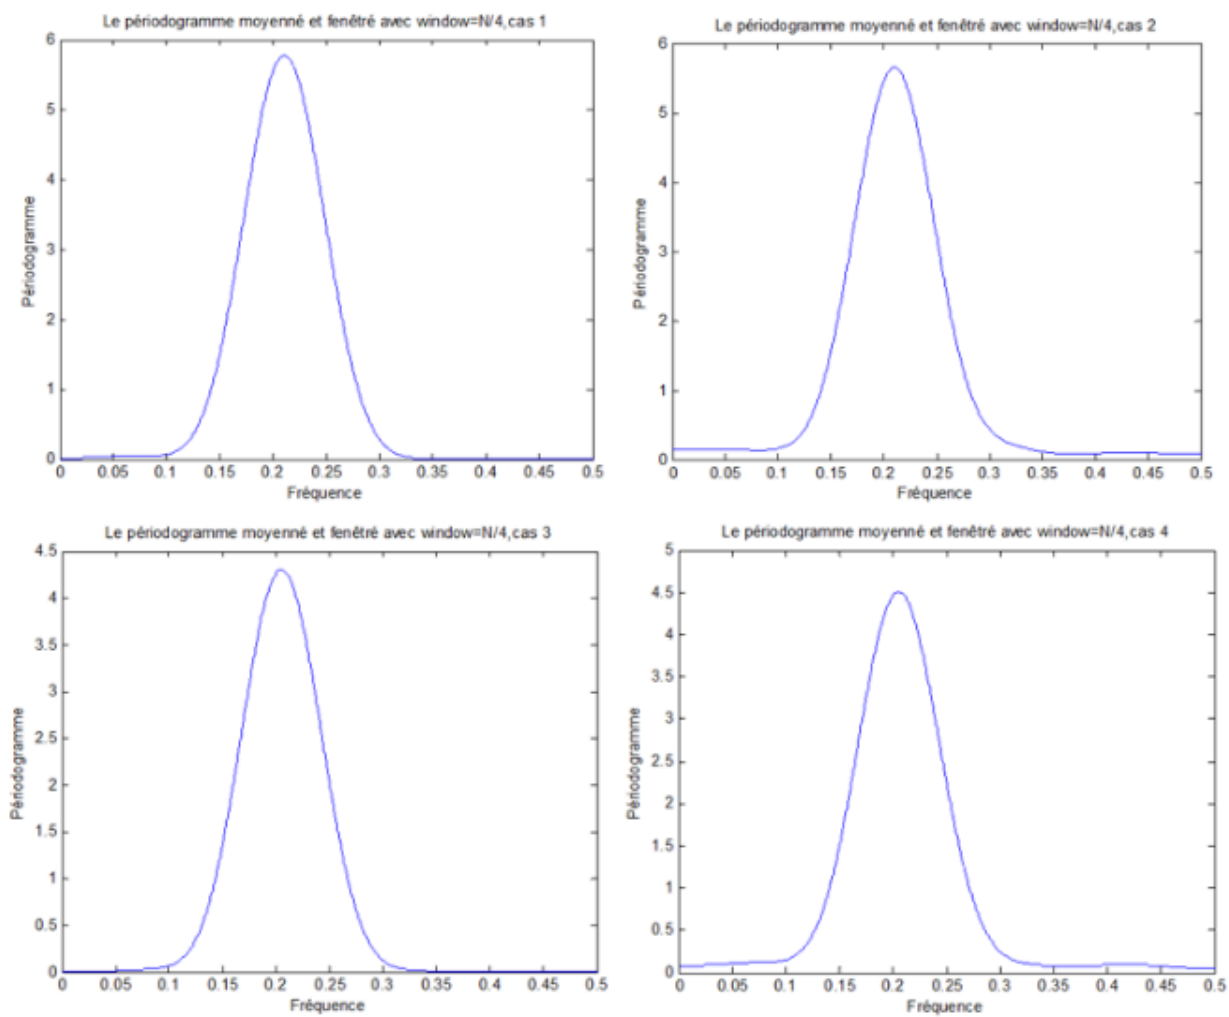 Le périodogramme moyenné et fenêtré avec window=N/4,cas 1
6
5
4
3
2
1
0
Périodogramme
0 0.05 0.1 0.15 0.2 0.25 0.3 0.35 0.4 0.45 0.5
Fréquence
Le périodogramme moyenné et fenêtré avec window=N/4,cas 2
6
5
4
3
2
1
0
Périodogramme
0 0.05 0.1 0.15 0.2 0.25 0.3 0.35 0.4 0.45 0.5
Fréquence
Le périodogramme moyenné et fenêtré avec window=N/4,cas 3
4.5
4
3.5
3
2.5
2
1.5
1
0.5
0
Périodogramme
0 0.05 0.1 0.15 0.2 0.25 0.3 0.35 0.4 0.45 0.5
Fréquence
Le périodogramme moyenné et fenêtré avec window=N/4,cas 4
5
4.5
4
3.5
3
2.5
2
1.5
1
0.5
0
Périodogramme
0 0.05 0.1 0.15 0.2 0.25 0.3 0.35 0.4 0.45 0.5
Fréquence